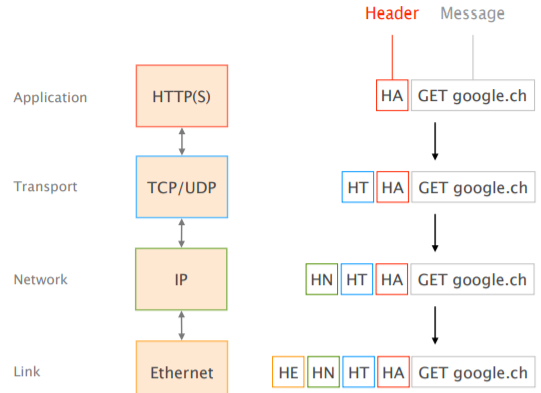 Header Message
Application HTTP(S) HA GET google.ch
Transport TCP/UDP HT HA GET google.ch
Network IP HN HT HA GET google.ch
Link Ethernet HE HN HT HA GET google.ch